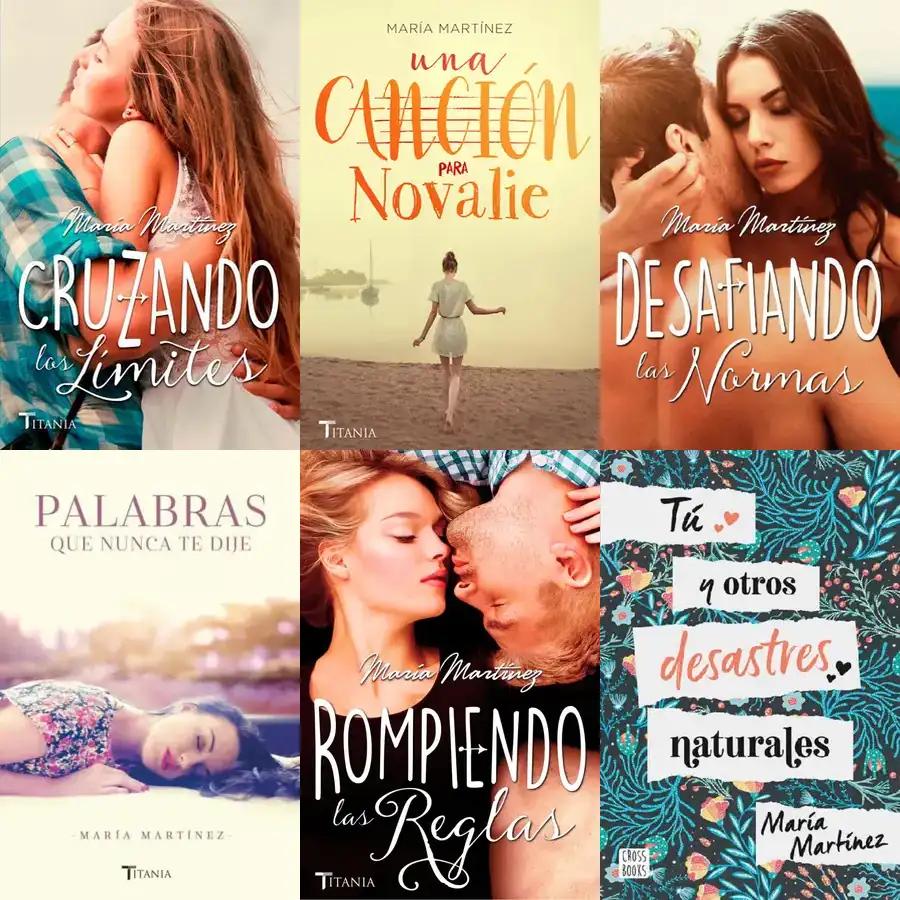 María Martínez
CRUZANDO
los Límites
TITANIA
MARÍA MARTÍNEZ
una
CANCIÓN
PARA
Novalie
TITANIA
María Martínez
DESAFIANDO
las Normas
PALABRAS
QUE NUNCA TE DIJE
-MARÍA MARTÍNEZ-
TITANIA
María Martínez
ROMPIENDO
las Reglas
TITANIA
Tú
y otros
desastres
naturales
María
Martínez
CROSS
BOOKS